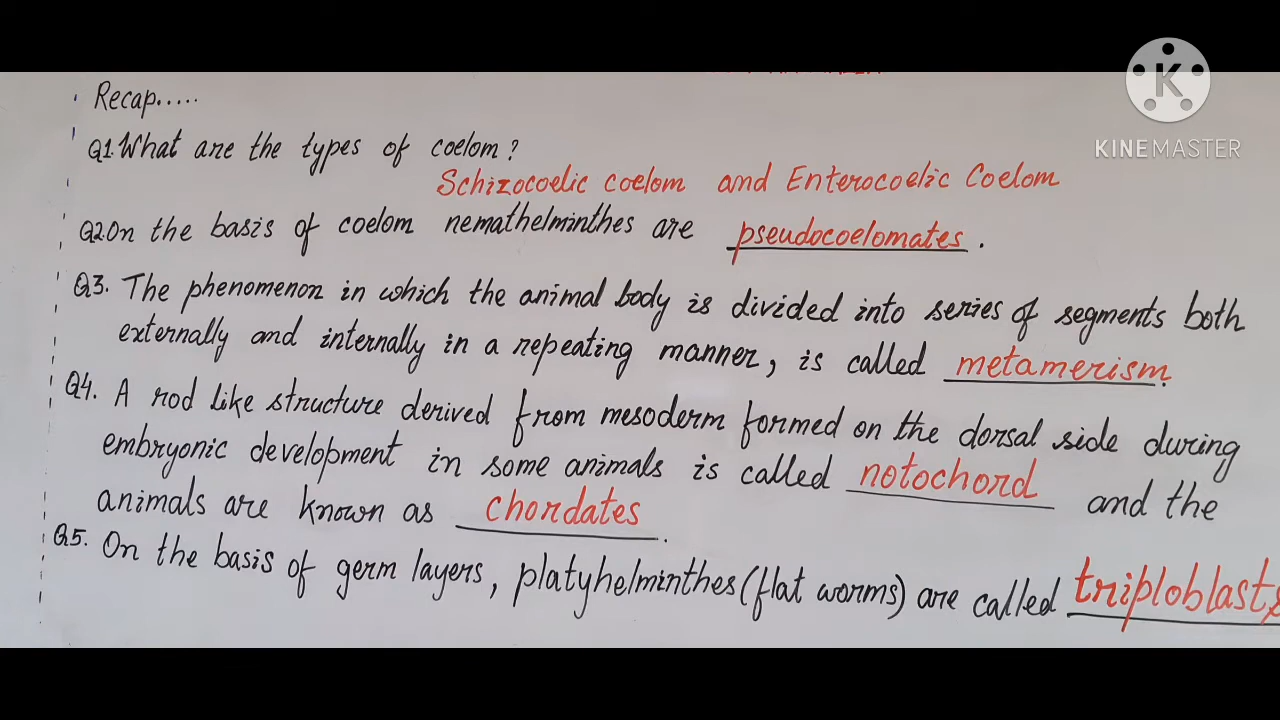 KINEMASTER
Recap.....
Q1.What are the types of coelom?
Schizocoelic coelom and Enterocoelic Coelom
Q2.On the basis of coelom nemathelminthes are pseudocoelomates.
Q3. The phenomenon in which the animal body is divided into series of segments both
externally and internally in a repeating manner, is called metamerism.
Q4. A rod like structure derived from mesoderm formed on the dorsal side during
embryonic development in some animals is called notochord and the
animals are known as chordates.
Q5. On the basis of germ layers, platyhelminthes (flat worms) are called triploblasts